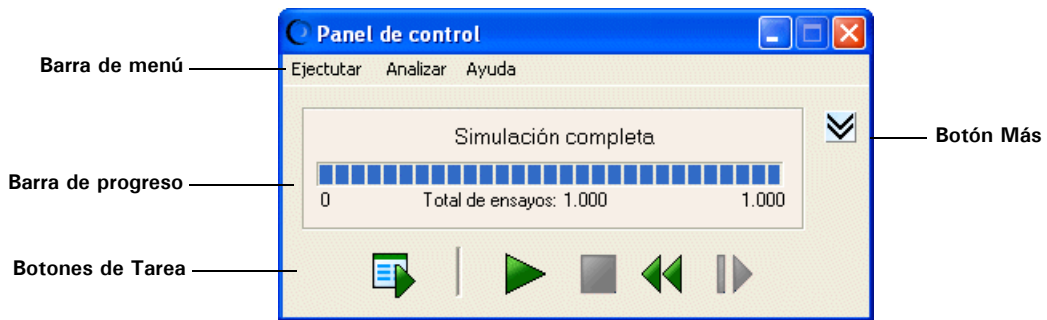 Panel de control
Barra de menú
Ejectutar Analizar Ayuda
Simulación completa
Botón Más
Barra de progreso
0 Total de ensayos: 1.000 1.000
Botones de Tarea